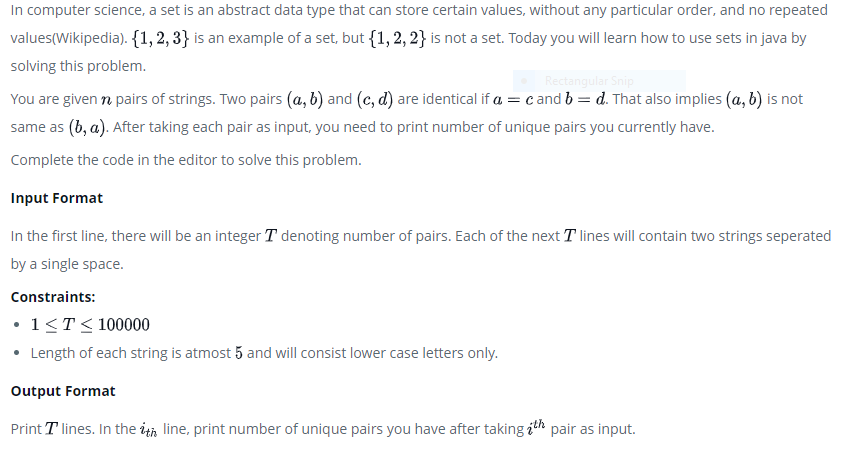 In computer science, a set is an abstract data type that can store certain values, without any particular order, and no repeated
values(Wikipedia). {1, 2, 3} is an example of a set, but {1, 2, 2} is not a set. Today you will learn how to use sets in java by
solving this problem.
Rectangular Snip
You are given n pairs of strings. Two pairs (a, b) and (c, d) are identical if a = c and b = d. That also implies (a, b) is not
same as (b, a). After taking each pair as input, you need to print number of unique pairs you currently have.
Complete the code in the editor to solve this problem.
Input Format
In the first line, there will be an integer T denoting number of pairs. Each of the next T lines will contain two strings seperated
by a single space.
Constraints:
• 1 ≤ T ≤ 100000
• Length of each string is atmost 5 and will consist lower case letters only.
Output Format
Print T lines. In the i_th line, print number of unique pairs you have after taking i^th pair as input.